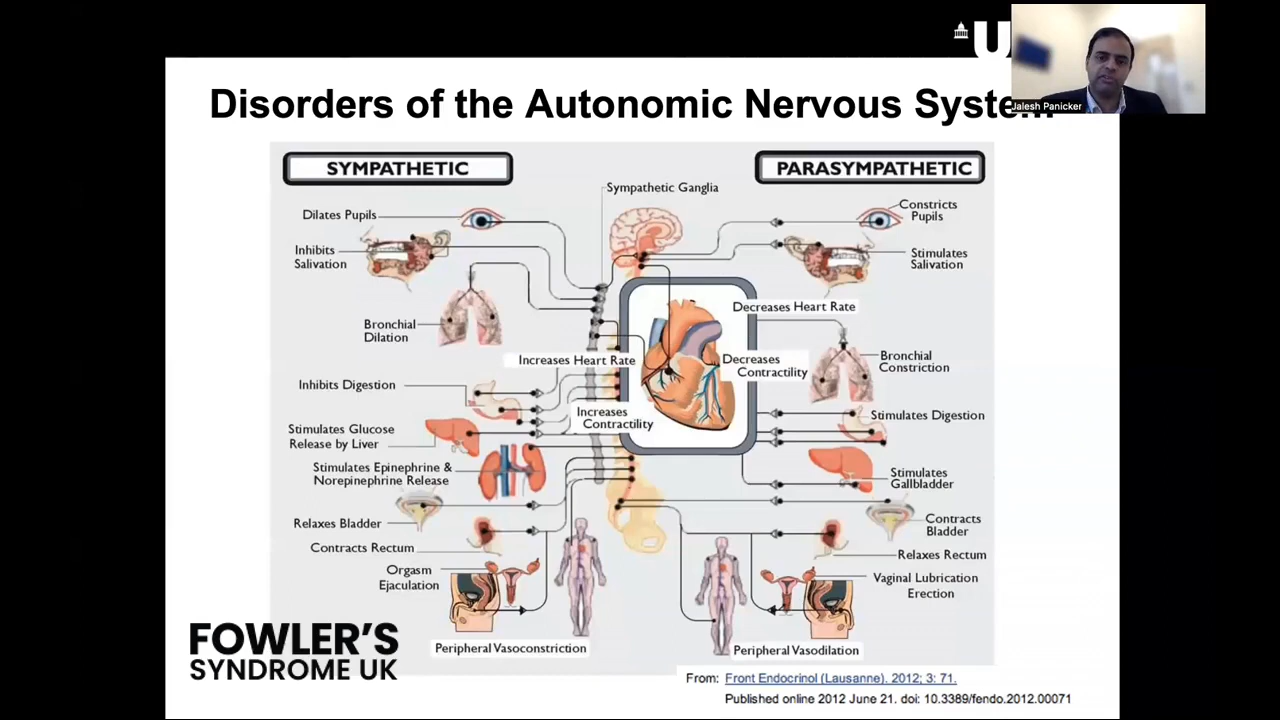 U
Jalesh Panicker
Disorders of the Autonomic Nervous System
SYMPATHETIC
PARASYMPATHETIC
Sympathetic Ganglia
Dilates Pupils
Inhibits
Salivation
Bronchial
Dilation
Increases Heart Rate
Inhibits Digestion
Increases
Contractility
Stimulates Glucose
Release by Liver
Stimulates Epinephrine &
Norepinephrine Release
Relaxes Bladder
Contracts Rectum
Orgasm
Ejaculation
Peripheral Vasoconstriction
Constricts
Pupils
Stimulates
Salivation
Decreases Heart Rate
Decreases
Contractility
Bronchial
Constriction
Stimulates Digestion
Stimulates
Gallbladder
Contracts
Bladder
Relaxes Rectum
Vaginal Lubrication
Erection
Peripheral Vasodilation
FOWLER'S
SYNDROME UK
From: Front Endocrinol (Lausanne). 2012; 3: 71.
Published online 2012 June 21. doi: 10.3389/fendo.2012.00071